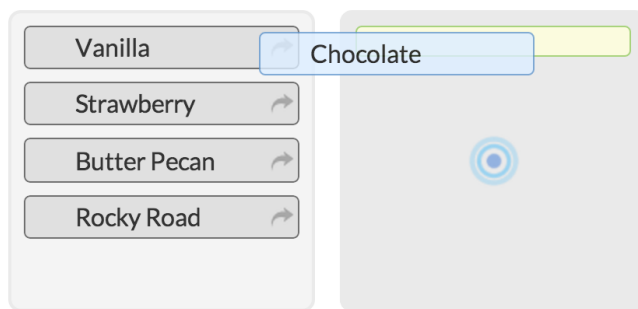 Vanilla
Chocolate
Strawberry
Butter Pecan
Rocky Road